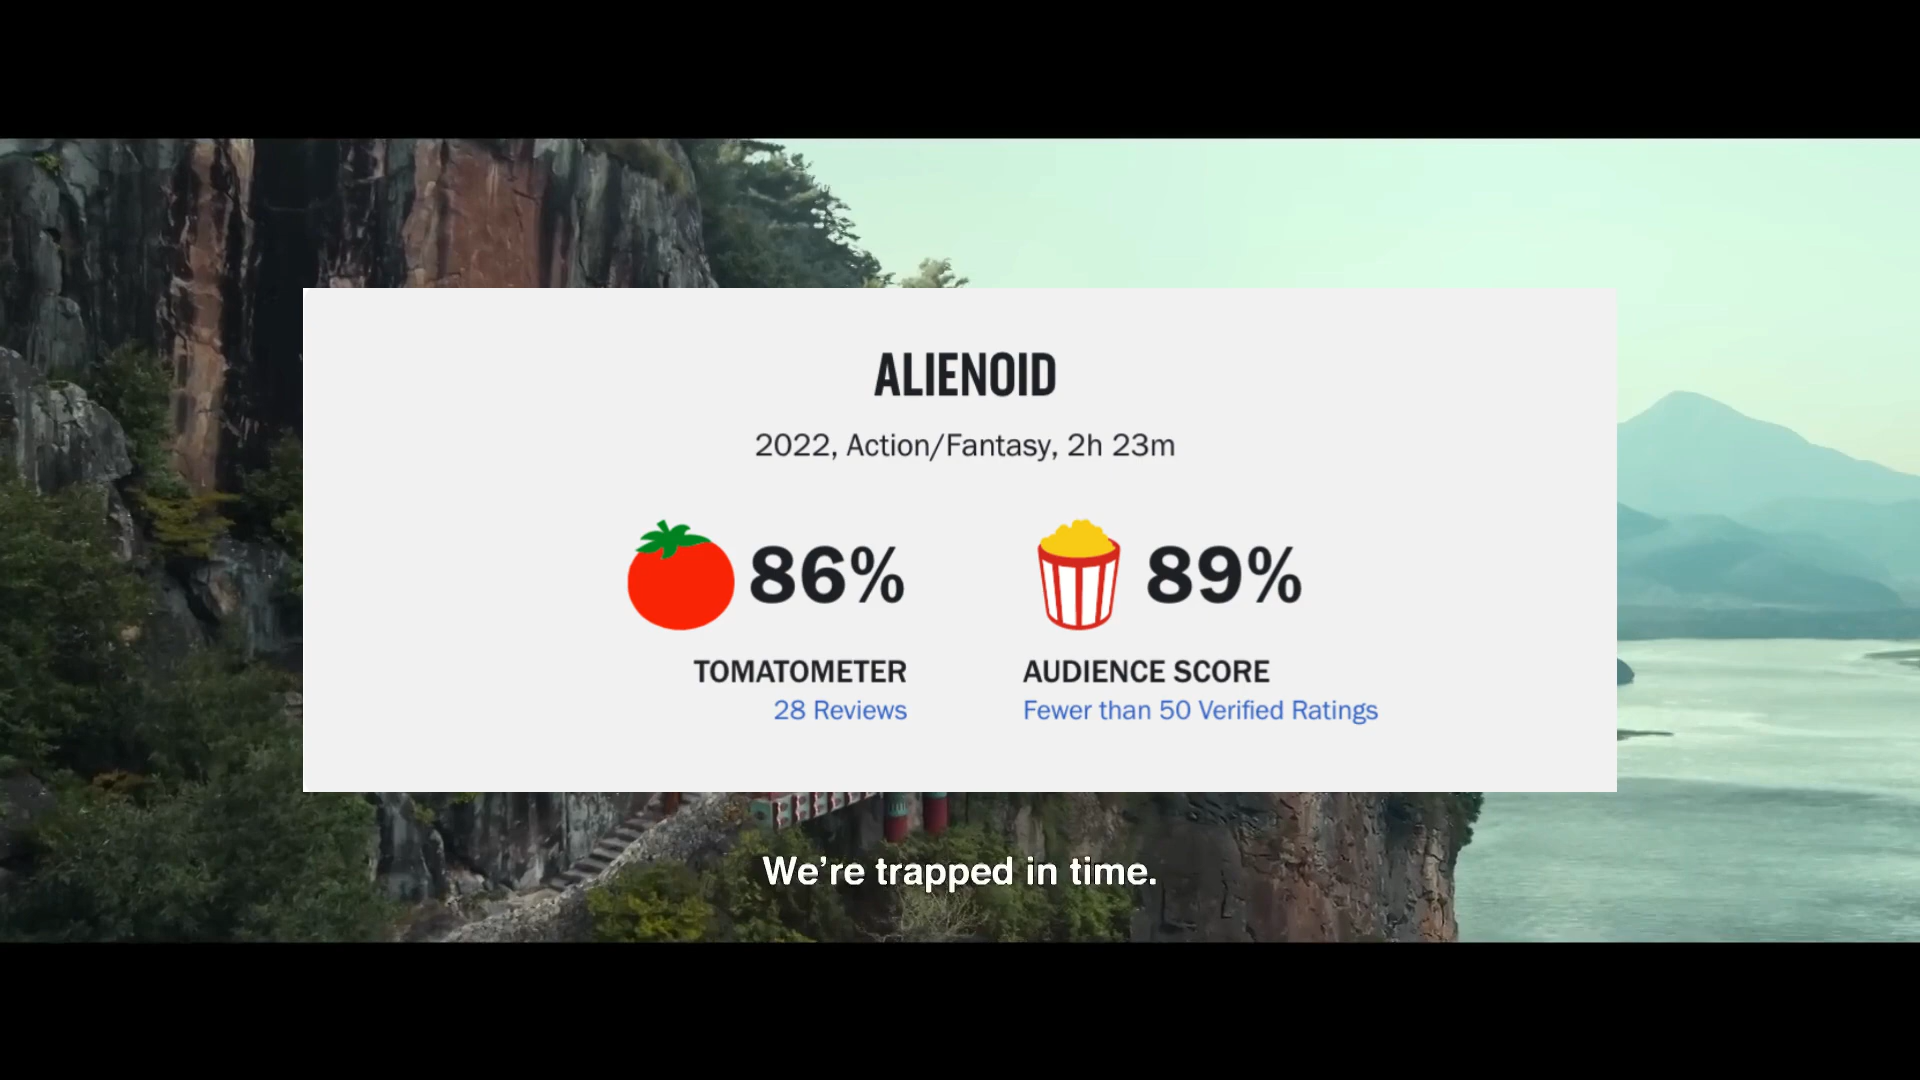 ALIENOID
2022, Action/Fantasy, 2h 23m
86%
89%
TOMATOMETER
AUDIENCE SCORE
28 Reviews
Fewer than 50 Verified Ratings
We're trapped in time.